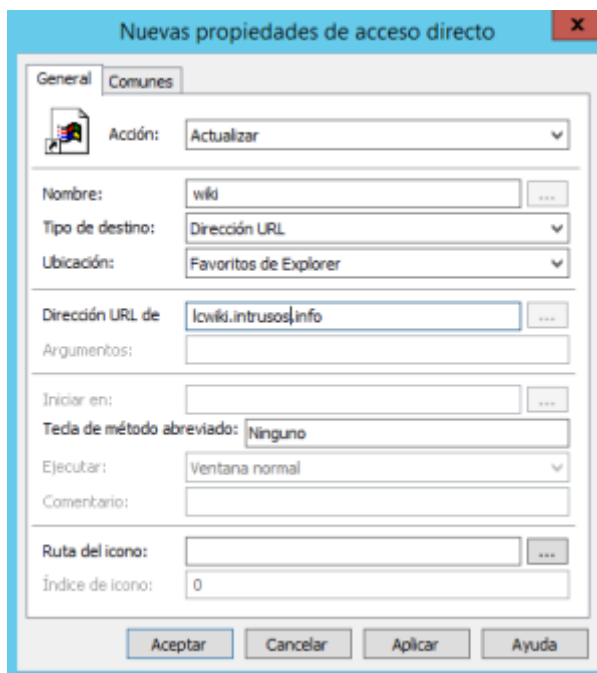 Nuevas propiedades de acceso directo
x
General Comunes
Acción: Actualizar
Nombre: wiki ...
Tipo de destino: Dirección URL
Ubicación: Favoritos de Explorer
Dirección URL de lcwiki.intrusos.info ...
Argumentos:
Iniciar en: ...
Tecla de método abreviado: Ninguno
Ejecutar: Ventana normal
Comentario:
Ruta del icono: ...
Índice de icono: 0
Aceptar Cancelar Aplicar Ayuda